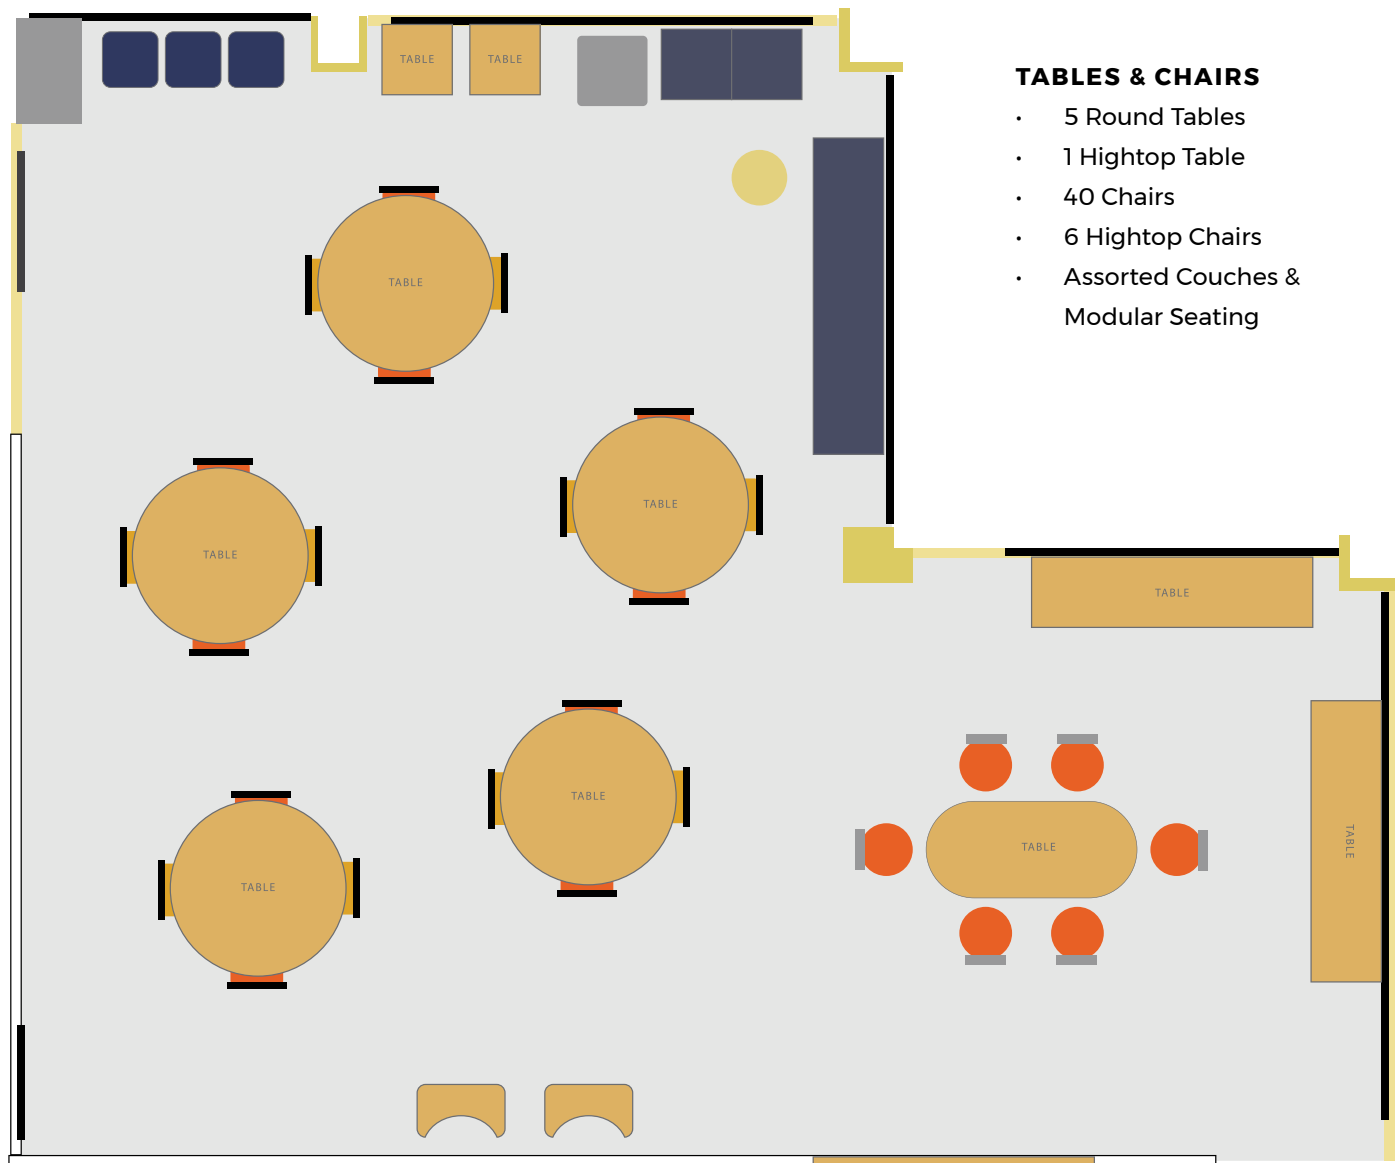 TABLES & CHAIRS
• 5 Round Tables
• 1 Hightop Table
• 40 Chairs
• 6 Hightop Chairs
• Assorted Couches &
Modular Seating
TABLE
TABLE
TABLE
TABLE
TABLE
TABLE
TABLE
TABLE
TABLE
TABLE